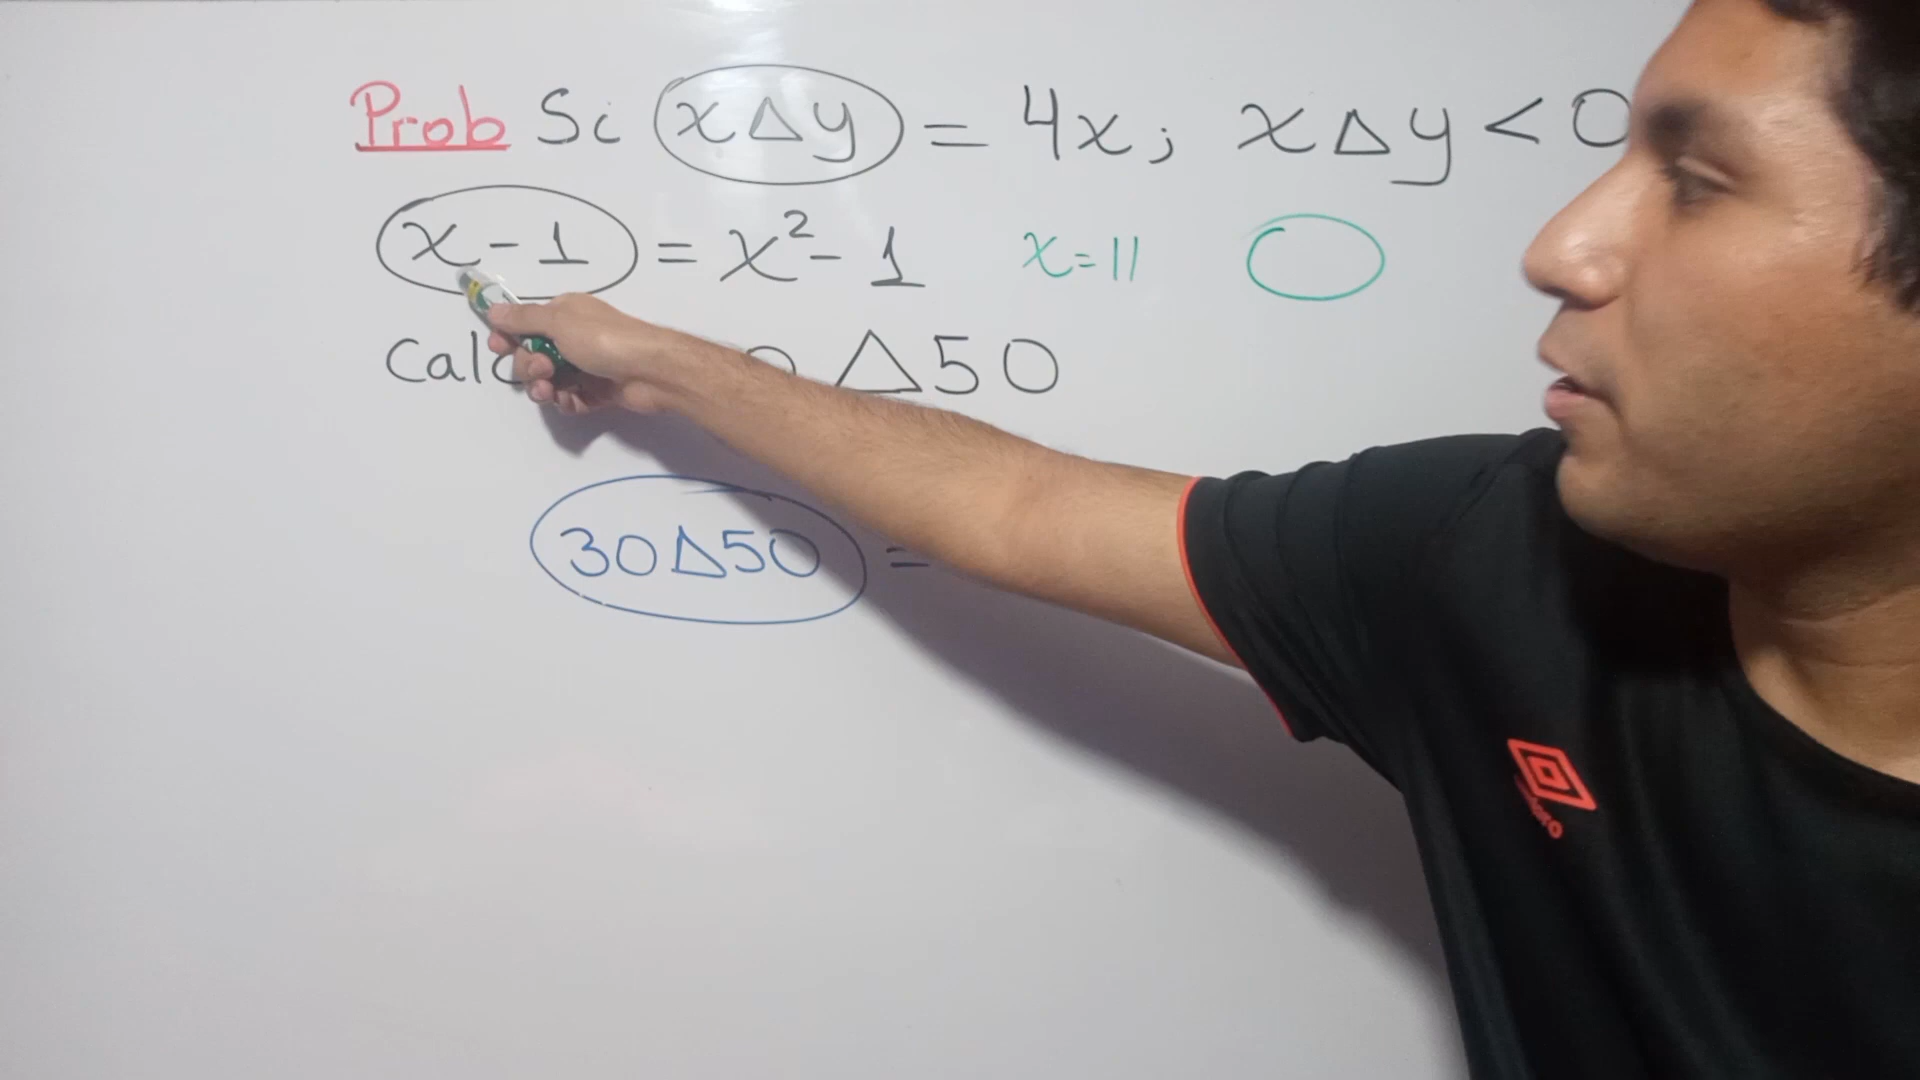 Prob Si x△y = 4x; x△y < 0
x - 1 = x² - 1 x = 11
△50
30△50 =